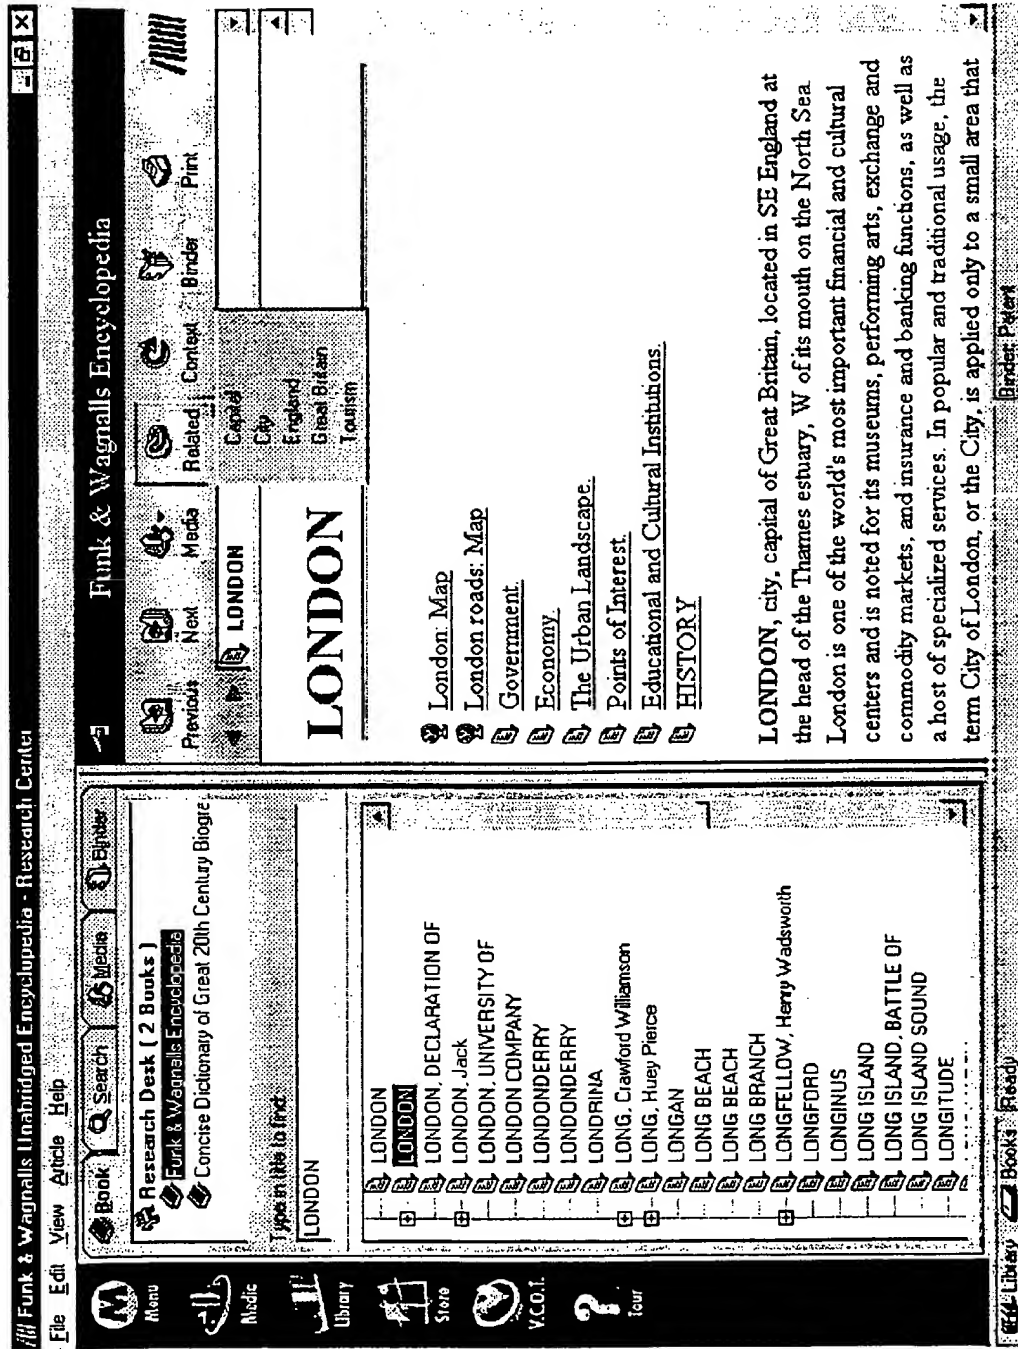 Funk & Wagnalls Unabridged Encyclopedia - Research Center
File Edit View Article Help
Menu
Medic
Library
Store
V.C.O.T.
Tour
Book Search Media Binder
Research Desk ( 2 Books )
Funk & Wagnalls Encyclopedia
Concise Dictionary of Great 20th Century Biogra
Type in title to find:
LONDON
LONDON
LONDON
LONDON, DECLARATION OF
LONDON, Jack
LONDON, UNIVERSITY OF
LONDON COMPANY
LONDONDERRY
LONDONDERRY
LONDRINA
LONG, Crawford Williamson
LONG, Huey Pierce
LONGAN
LONG BEACH
LONG BEACH
LONG BRANCH
LONGFELLOW, Henry Wadsworth
LONGFORD
LONGINUS
LONG ISLAND
LONG ISLAND, BATTLE OF
LONG ISLAND SOUND
LONGITUDE
Funk & Wagnalls Encyclopedia
Previous Next Media Related Context Binder Print
LONDON
Capital
City
England
Great Britain
Tourism
LONDON
London: Map
London roads: Map
Government.
Economy.
The Urban Landscape.
Points of Interest.
Educational and Cultural Institutions.
HISTORY
LONDON, city, capital of Great Britain, located in SE England at
the head of the Thames estuary, W of its mouth on the North Sea.
London is one of the world's most important financial and cultural
centers and is noted for its museums, performing arts, exchange and
commodity markets, and insurance and banking functions, as well as
a host of specialized services. In popular and traditional usage, the
term City of London, or the City, is applied only to a small area that
Library Books Ready Binder: Patent